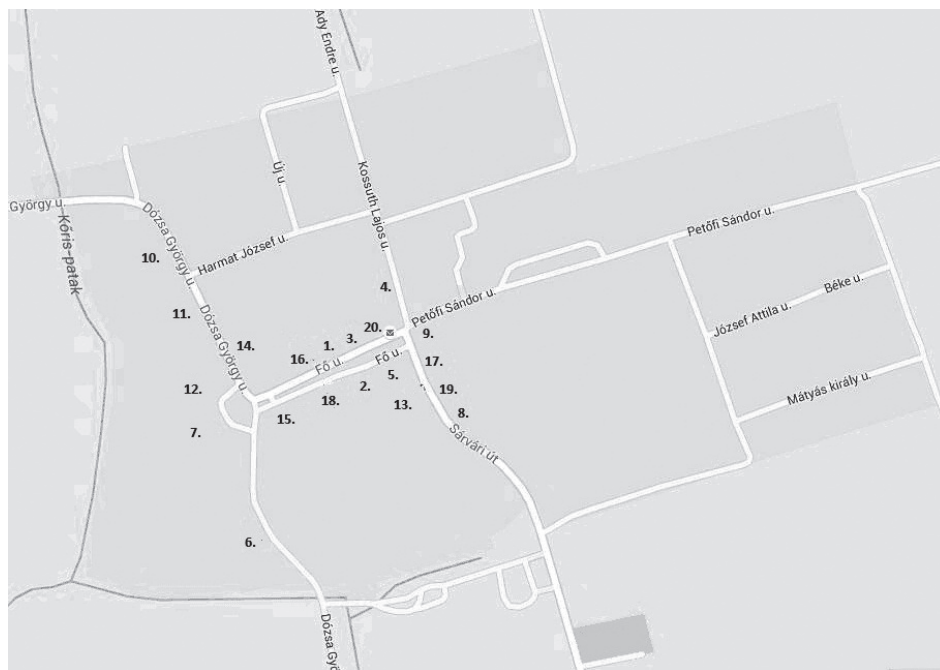 Ady Endre u.
Kossuth Lajos u.
Új u.
György u.
Dózsa György u.
Kőris-patak
Harmat József u.
Petőfi Sándor u.
10.
4.
Béke u.
11.
Dózsa György u.
Petőfi Sándor u.
József Attila u.
20.
9.
14.
1.
3.
16.
Fő u.
Fő u.
17.
12.
5.
19.
Mátyás király u.
2.
18.
13.
8.
15.
7.
Sárvári út
6.
Dózsa Gyö